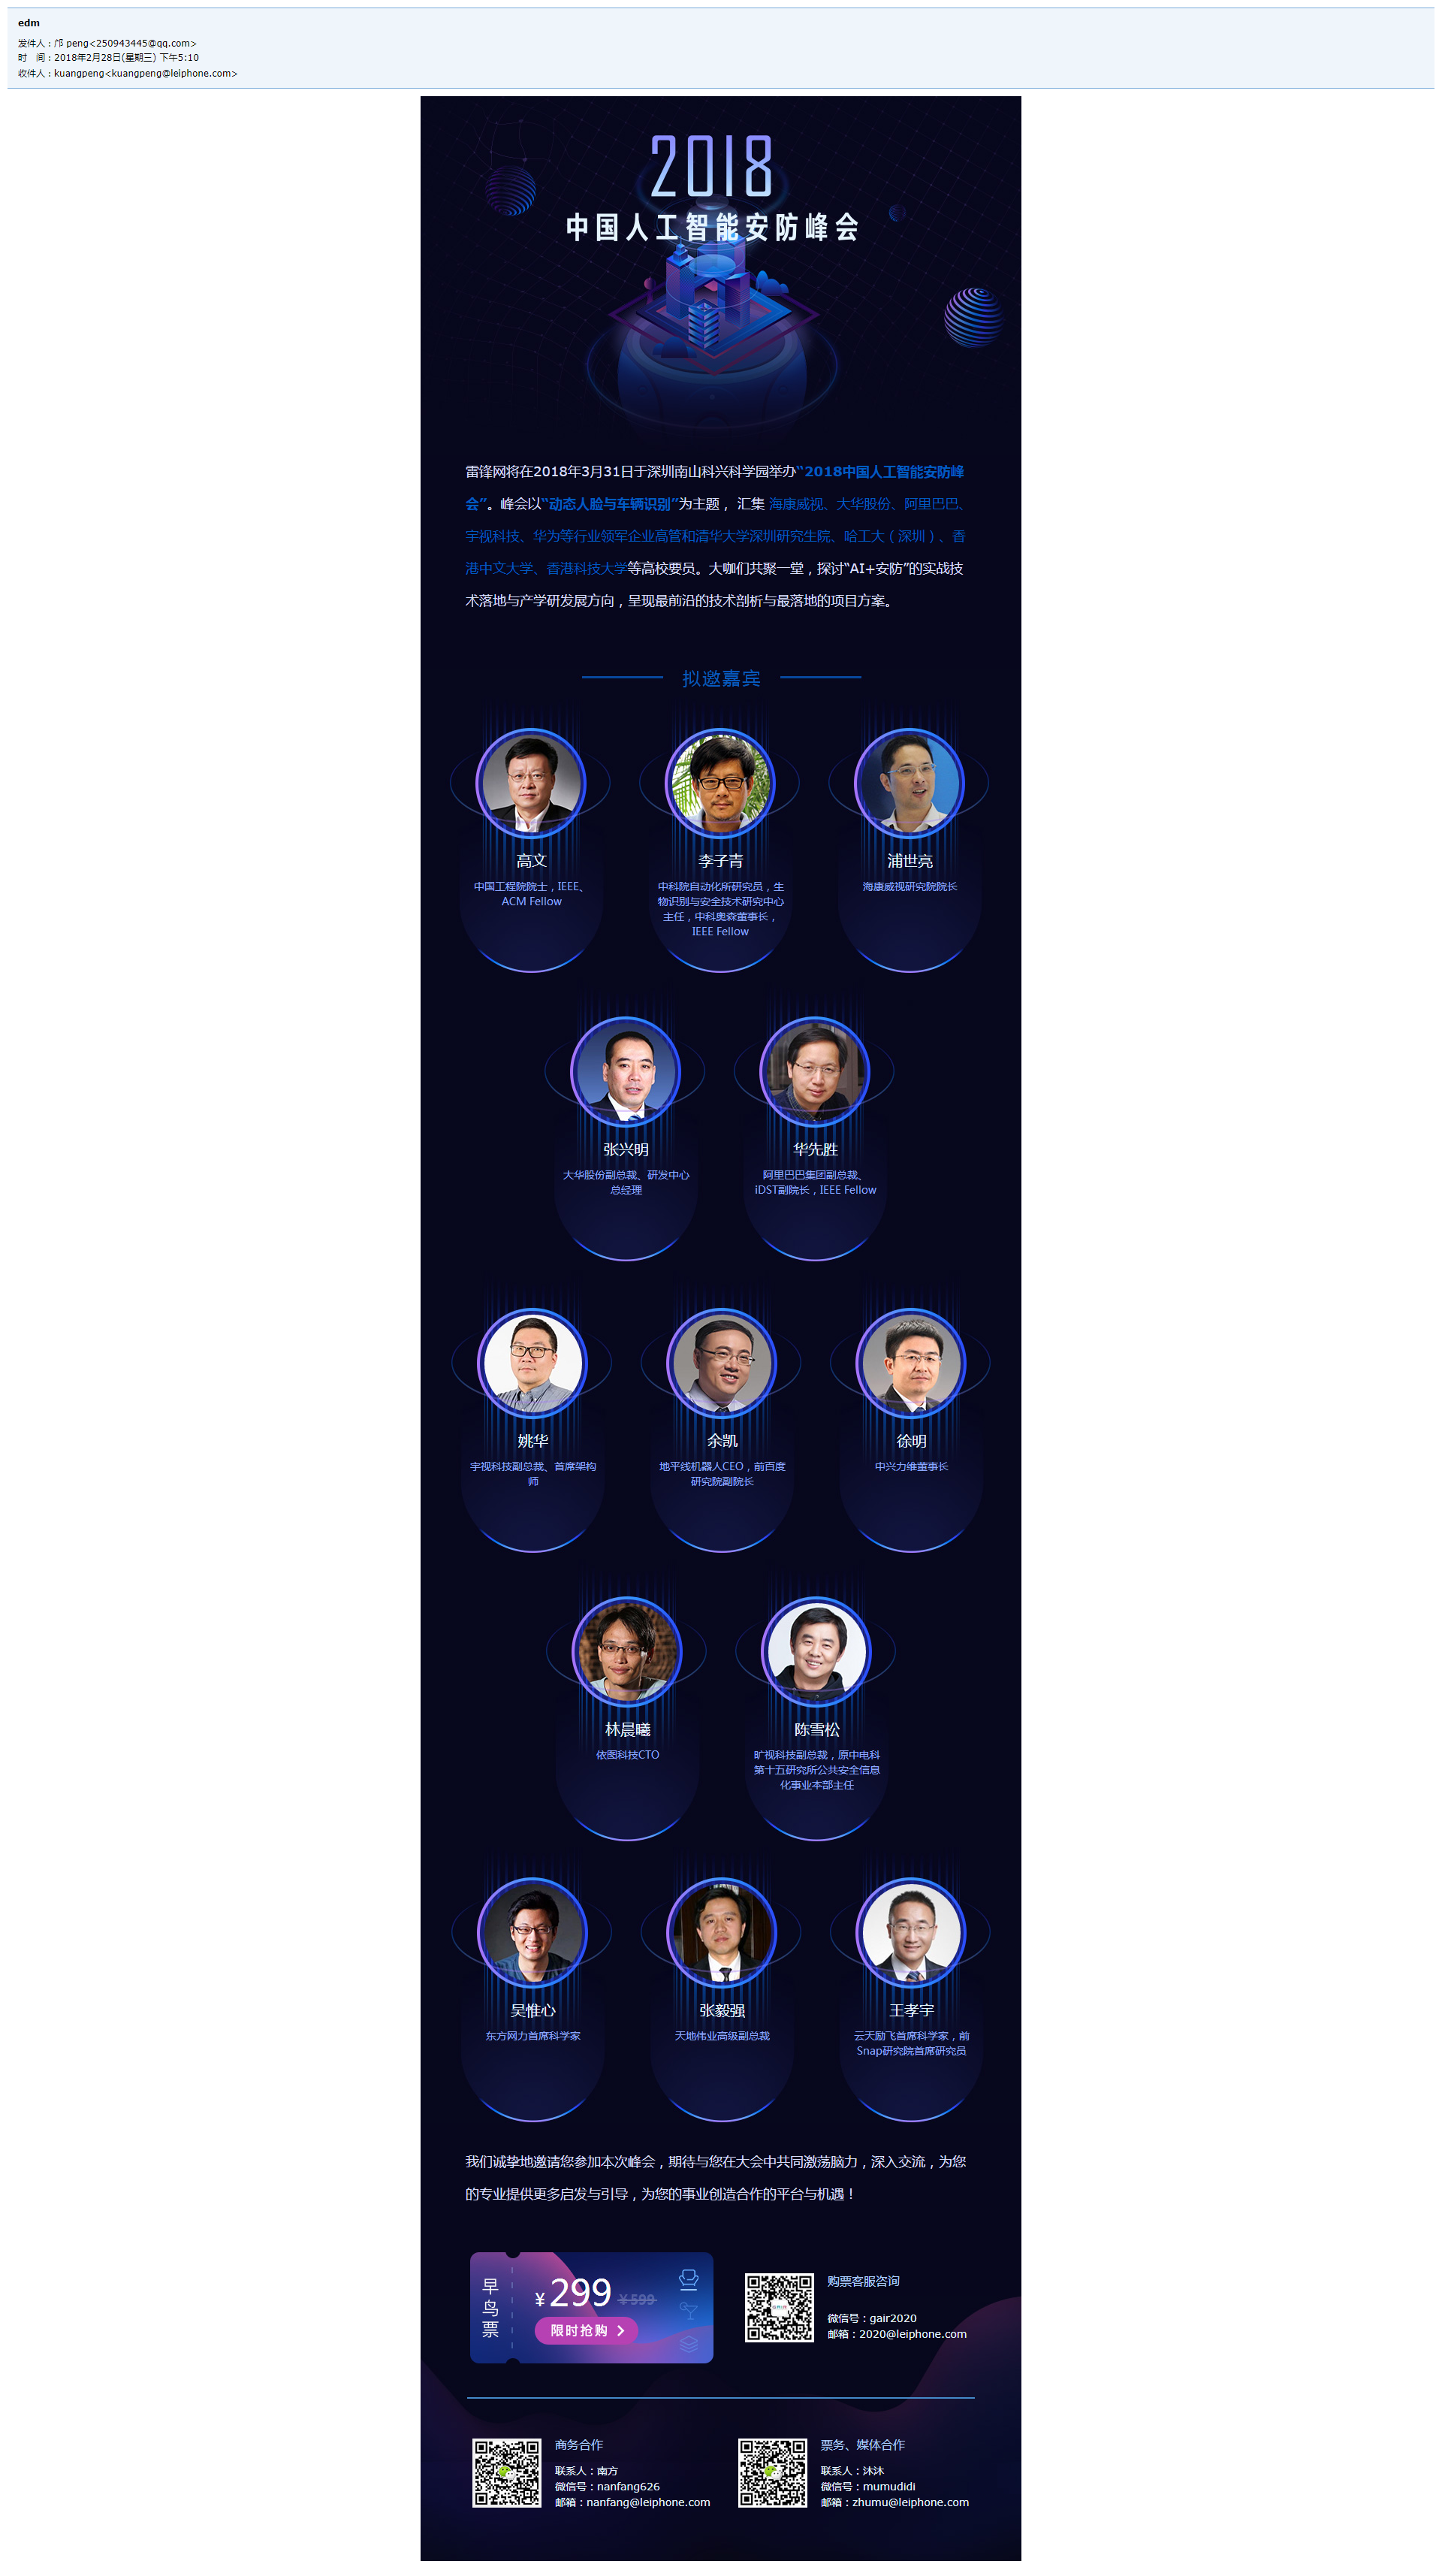 edm
发件人：邝 peng<250943445@qq.com>
时　间：2018年2月28日(星期三) 下午5:10
收件人：kuangpeng<kuangpeng@leiphone.com>
2018
中国人工智能安防峰会
雷锋网将在2018年3月31日于深圳南山科兴科学园举办“2018中国人工智能安防峰
会”。峰会以“动态人脸与车辆识别”为主题， 汇集 海康威视、大华股份、阿里巴巴、
宇视科技、华为等行业领军企业高管和清华大学深圳研究生院、哈工大（深圳）、香
港中文大学、香港科技大学等高校要员。大咖们共聚一堂，探讨“AI+安防”的实战技
术落地与产学研发展方向，呈现最前沿的技术剖析与最落地的项目方案。
拟邀嘉宾
高文
中国工程院院士，IEEE、
ACM Fellow
李子青
中科院自动化所研究员，生
物识别与安全技术研究中心
主任，中科奥森董事长，
IEEE Fellow
浦世亮
海康威视研究院院长
张兴明
大华股份副总裁、研发中心
总经理
华先胜
阿里巴巴集团副总裁、
iDST副院长，IEEE Fellow
姚华
宇视科技副总裁、首席架构
师
余凯
地平线机器人CEO，前百度
研究院副院长
徐明
中兴力维董事长
林晨曦
依图科技CTO
陈雪松
旷视科技副总裁，原中电科
第十五研究所公共安全信息
化事业本部主任
吴惟心
东方网力首席科学家
张毅强
天地伟业高级副总裁
王孝宇
云天励飞首席科学家，前
Snap研究院首席研究员
我们诚挚地邀请您参加本次峰会，期待与您在大会中共同激荡脑力，深入交流，为您
的专业提供更多启发与引导，为您的事业创造合作的平台与机遇！
早鸟票
¥299 ¥599
限时抢购 >
购票客服咨询
微信号：gair2020
邮箱：2020@leiphone.com
商务合作
联系人：南方
微信号：nanfang626
邮箱：nanfang@leiphone.com
票务、媒体合作
联系人：沐沐
微信号：mumudidi
邮箱：zhumu@leiphone.com